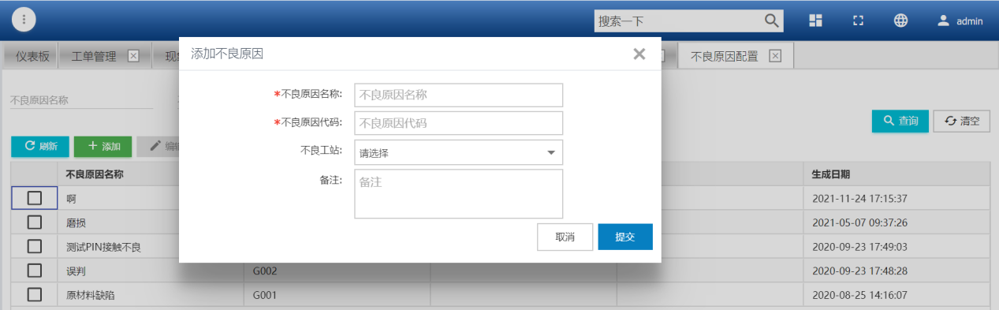 搜索一下
admin
仪表板 工单管理 不良原因配置
添加不良原因
不良原因名称
*不良原因名称: 不良原因名称
*不良原因代码: 不良原因代码
不良工站: 请选择
备注: 备注
查询 清空
刷新 添加
取消 提交
不良原因名称 生成日期
啊 2021-11-24 17:15:37
磨损 2021-05-07 09:37:26
测试PIN接触不良 2020-09-23 17:49:03
误判 G002 2020-09-23 17:48:28
原材料缺陷 G001 2020-08-25 14:16:07